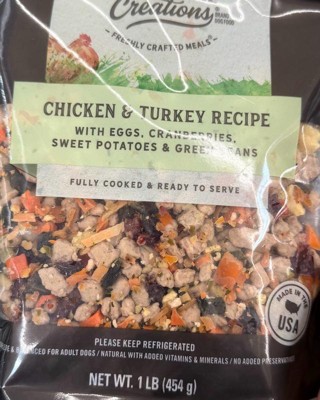 Creations
DOG FOOD
FRESHLY CRAFTED MEALS
CHICKEN & TURKEY RECIPE
WITH EGGS, CRANBERRIES,
SWEET POTATOES & GREEN BEANS
FULLY COOKED & READY TO SERVE
MADE IN THE
USA
PLEASE KEEP REFRIGERATED
& BALANCED FOR ADULT DOGS / NATURAL WITH ADDED VITAMINS & MINERALS / NO ADDED PRESERVATIVES
NET WT. 1 LB (454 g)